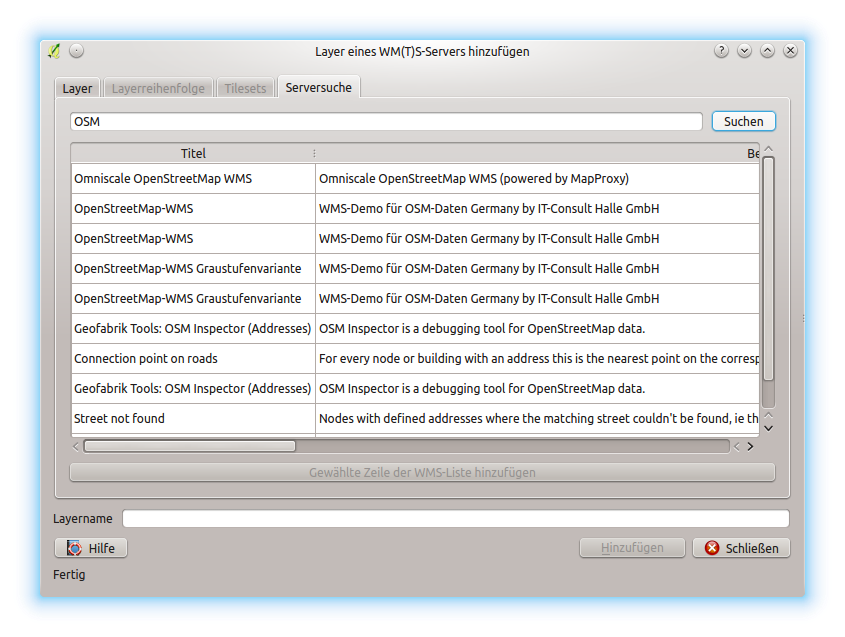 Layer eines WM(T)S-Servers hinzufügen
Layer Layerreihenfolge Tilesets Serversuche
OSM Suchen
Titel Be
Omniscale OpenStreetMap WMS Omniscale OpenStreetMap WMS (powered by MapProxy)
OpenStreetMap-WMS WMS-Demo für OSM-Daten Germany by IT-Consult Halle GmbH
OpenStreetMap-WMS WMS-Demo für OSM-Daten Germany by IT-Consult Halle GmbH
OpenStreetMap-WMS Graustufenvariante WMS-Demo für OSM-Daten Germany by IT-Consult Halle GmbH
OpenStreetMap-WMS Graustufenvariante WMS-Demo für OSM-Daten Germany by IT-Consult Halle GmbH
Geofabrik Tools: OSM Inspector (Addresses) OSM Inspector is a debugging tool for OpenStreetMap data.
Connection point on roads For every node or building with an address this is the nearest point on the corresp
Geofabrik Tools: OSM Inspector (Addresses) OSM Inspector is a debugging tool for OpenStreetMap data.
Street not found Nodes with defined addresses where the matching street couldn't be found, ie th
Gewählte Zeile der WMS-Liste hinzufügen
Layername
Hilfe Hinzufügen Schließen
Fertig